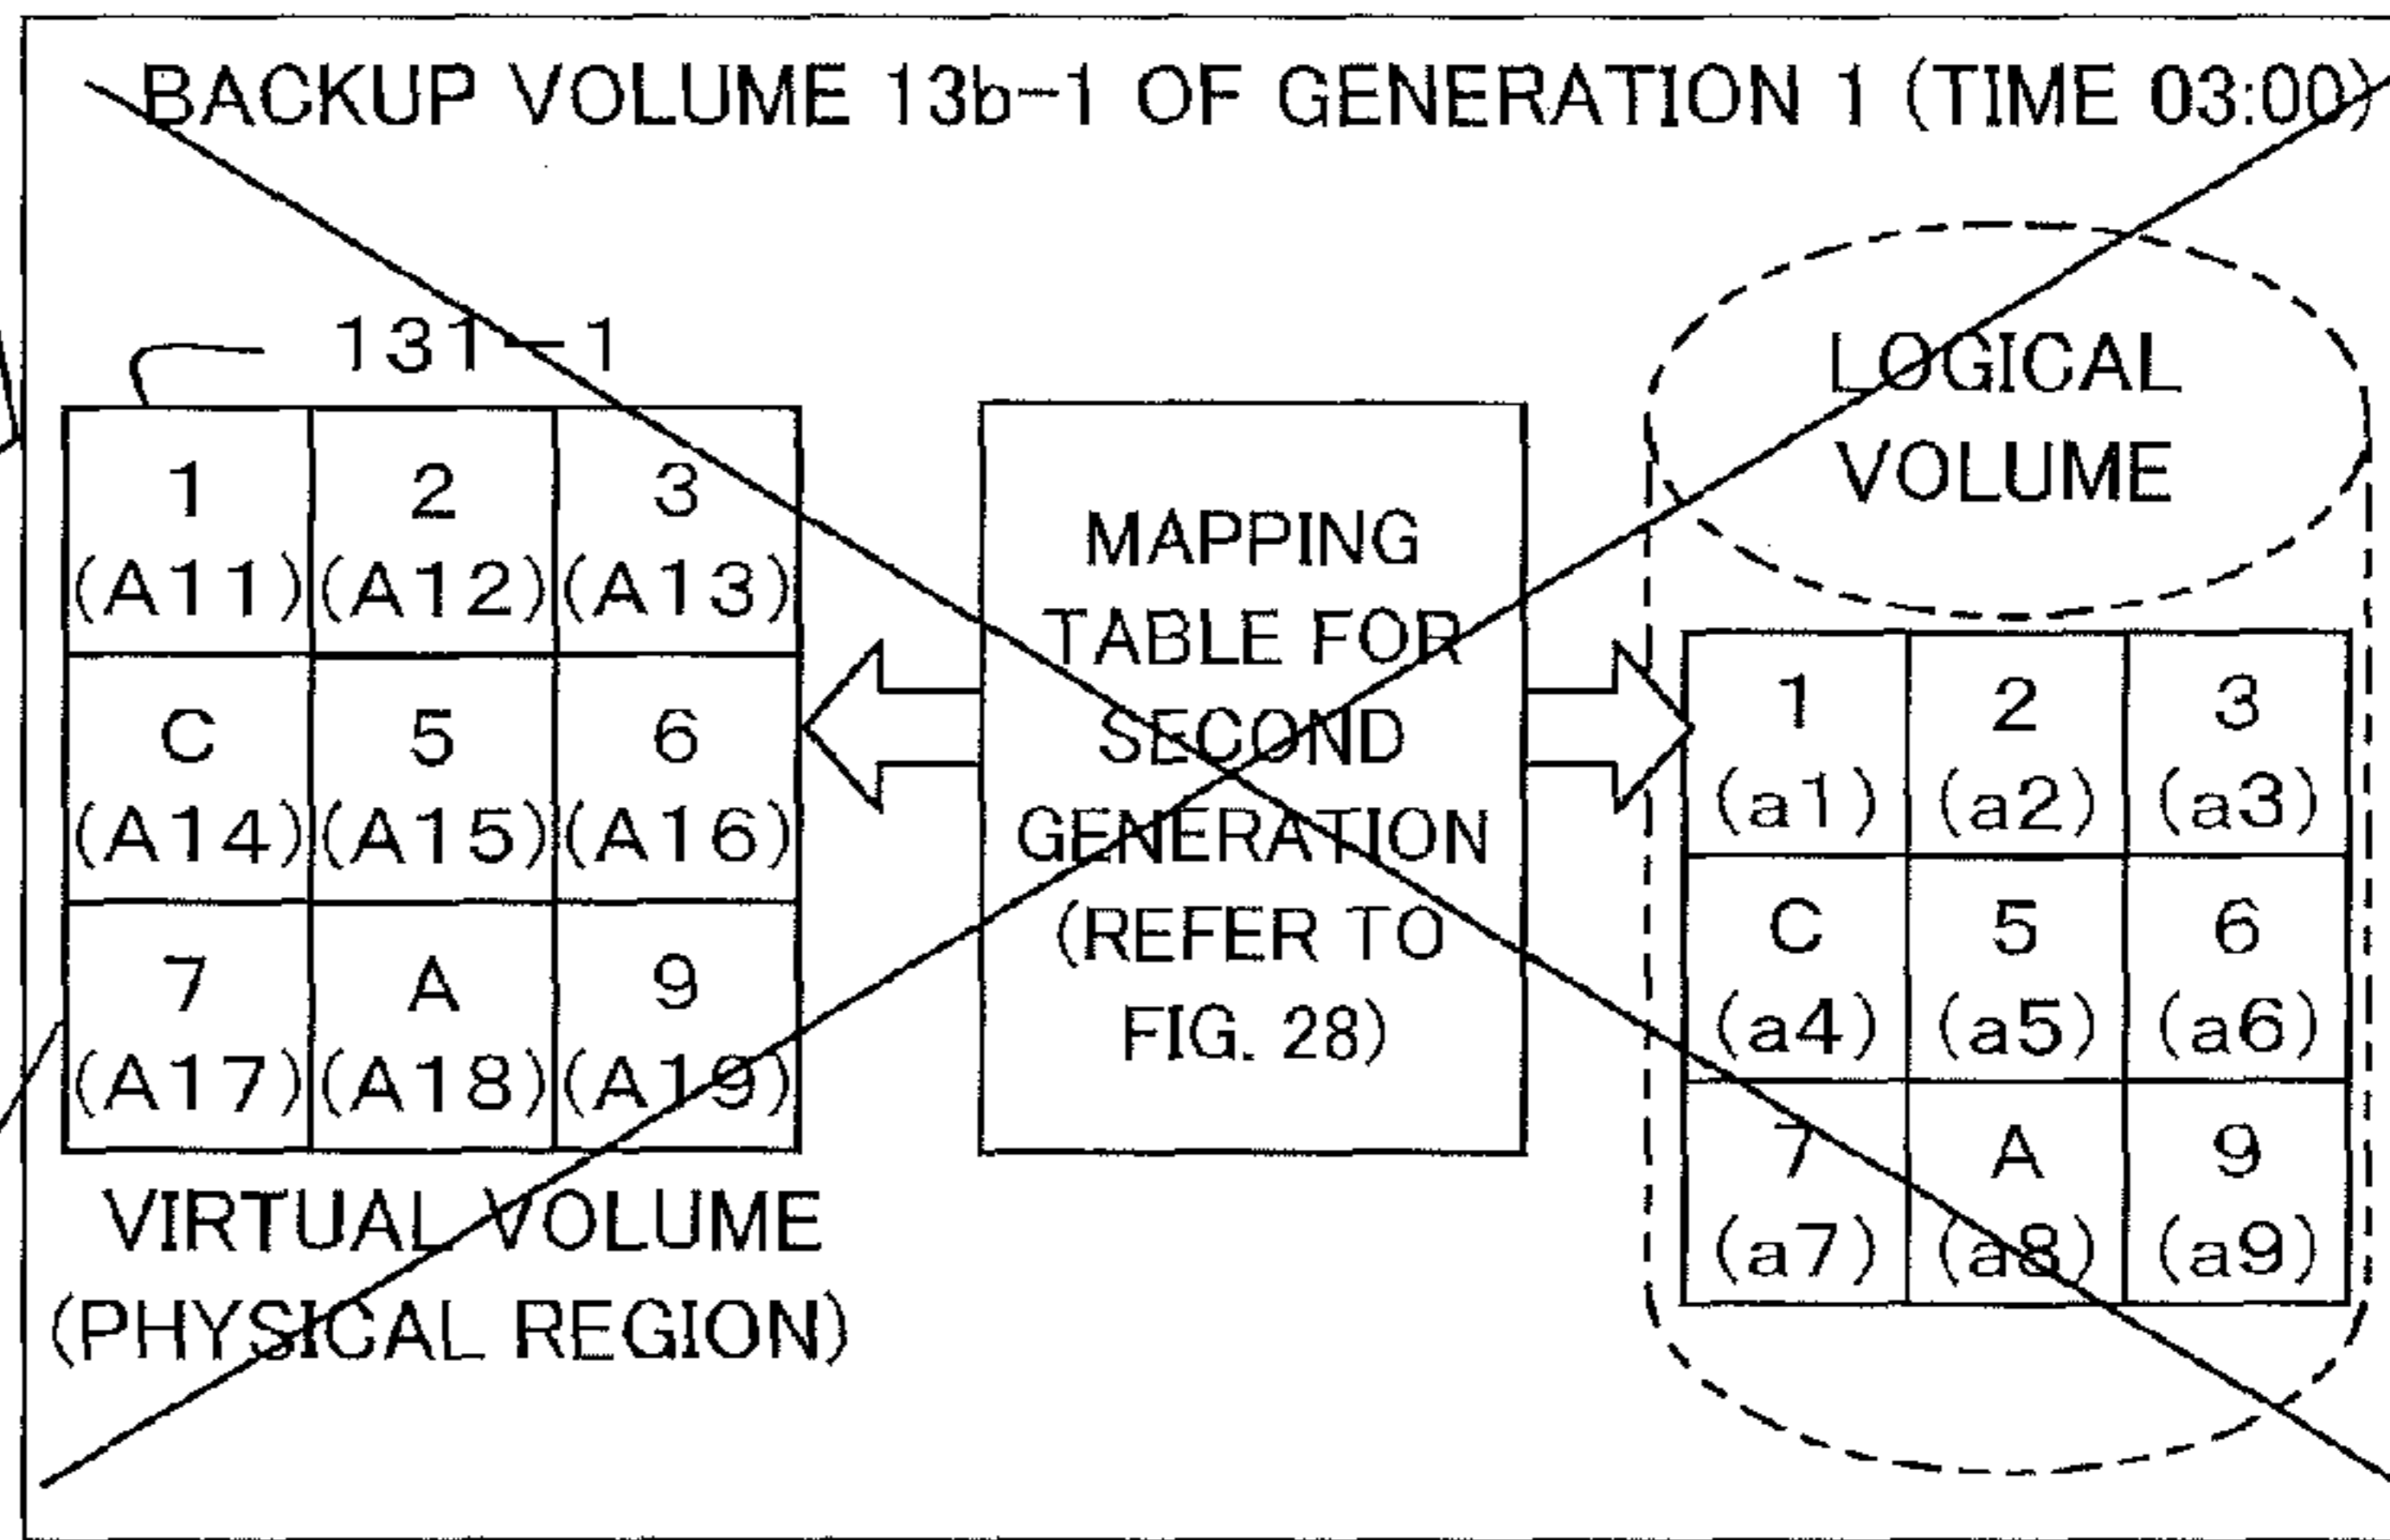 BACKUP VOLUME 13b-1 OF GENERATION 1 (TIME 03:00)
131-1
1 2 3
(A11) (A12) (A13)
C 5 6
(A14) (A15) (A16)
7 A 9
(A17) (A18) (A19)
VIRTUAL VOLUME
(PHYSICAL REGION)
MAPPING
TABLE FOR
SECOND
GENERATION
(REFER TO
FIG. 28)
LOGICAL
VOLUME
1 2 3
(a1) (a2) (a3)
C 5 6
(a4) (a5) (a6)
7 A 9
(a7) (a8) (a9)